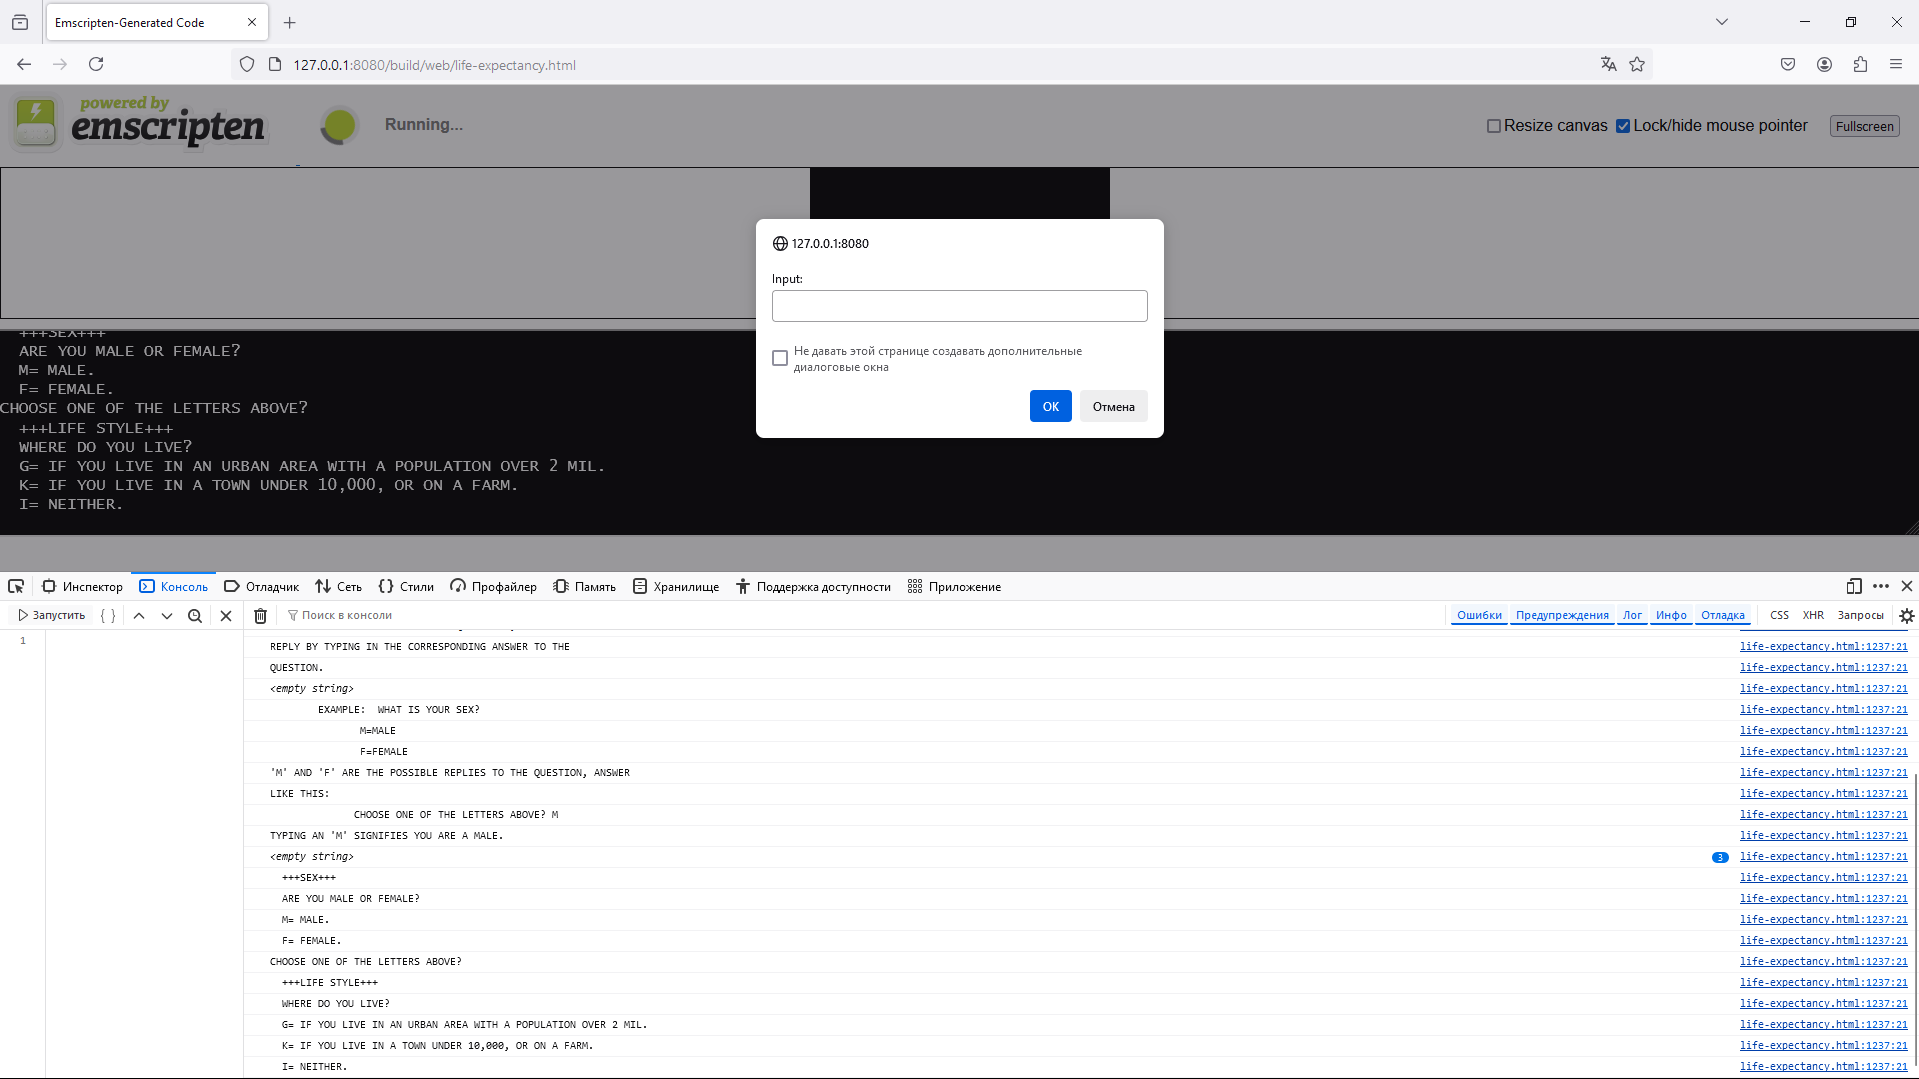 Emscripten-Generated Code
127.0.0.1:8080/build/web/life-expectancy.html
powered by
emscripten
Running...
Resize canvas
Lock/hide mouse pointer
Fullscreen
127.0.0.1:8080
Input:
Не давать этой странице создавать дополнительные
диалоговые окна
OK
Отмена
+++SEX+++
ARE YOU MALE OR FEMALE?
M= MALE.
F= FEMALE.
CHOOSE ONE OF THE LETTERS ABOVE?
+++LIFE STYLE+++
WHERE DO YOU LIVE?
G= IF YOU LIVE IN AN URBAN AREA WITH A POPULATION OVER 2 MIL.
K= IF YOU LIVE IN A TOWN UNDER 10,000, OR ON A FARM.
I= NEITHER.
Инспектор Консоль Отладчик Сеть Стили Профайлер Память Хранилище Поддержка доступности Приложение
Запустить
Поиск в консоли
Ошибки Предупреждения Лог Инфо Отладка CSS XHR Запросы
1
REPLY BY TYPING IN THE CORRESPONDING ANSWER TO THE life-expectancy.html:1237:21
QUESTION. life-expectancy.html:1237:21
<empty string> life-expectancy.html:1237:21
EXAMPLE:  WHAT IS YOUR SEX? life-expectancy.html:1237:21
M=MALE life-expectancy.html:1237:21
F=FEMALE life-expectancy.html:1237:21
'M' AND 'F' ARE THE POSSIBLE REPLIES TO THE QUESTION, ANSWER life-expectancy.html:1237:21
LIKE THIS: life-expectancy.html:1237:21
CHOOSE ONE OF THE LETTERS ABOVE? M life-expectancy.html:1237:21
TYPING AN 'M' SIGNIFIES YOU ARE A MALE. life-expectancy.html:1237:21
<empty string> 3 life-expectancy.html:1237:21
+++SEX+++ life-expectancy.html:1237:21
ARE YOU MALE OR FEMALE? life-expectancy.html:1237:21
M= MALE. life-expectancy.html:1237:21
F= FEMALE. life-expectancy.html:1237:21
CHOOSE ONE OF THE LETTERS ABOVE? life-expectancy.html:1237:21
+++LIFE STYLE+++ life-expectancy.html:1237:21
WHERE DO YOU LIVE? life-expectancy.html:1237:21
G= IF YOU LIVE IN AN URBAN AREA WITH A POPULATION OVER 2 MIL. life-expectancy.html:1237:21
K= IF YOU LIVE IN A TOWN UNDER 10,000, OR ON A FARM. life-expectancy.html:1237:21
I= NEITHER. life-expectancy.html:1237:21